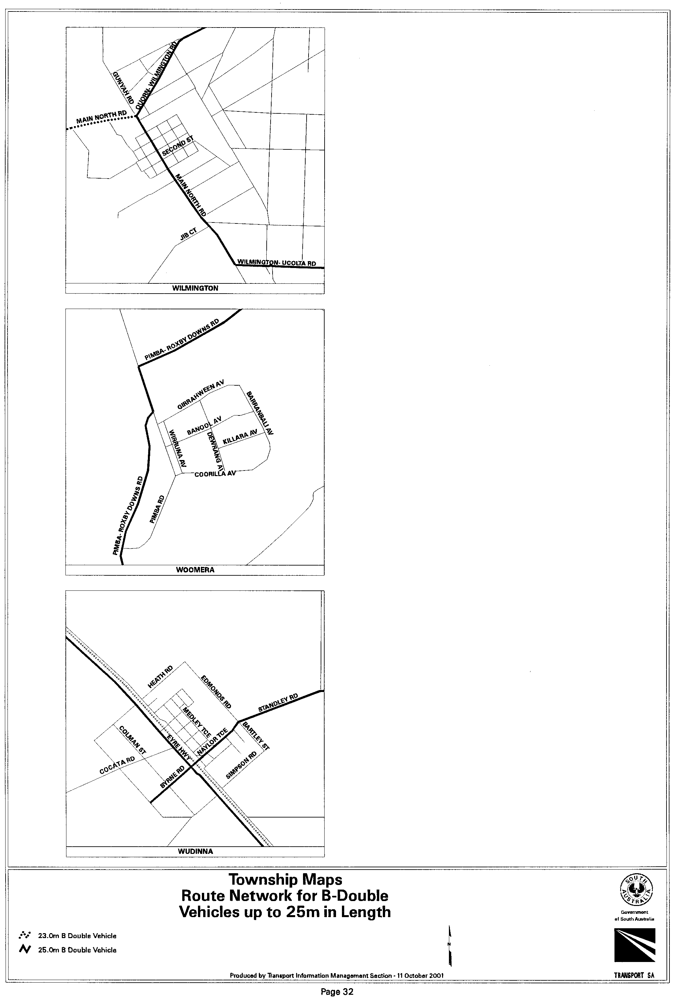 QUORN- WILMINGTON RD
GUNYAH RD
MAIN NORTH RD
SECOND ST
MAIN NORTH RD
JIB CT
WILMINGTON- UCOLTA RD
WILMINGTON
PIMBA- ROXBY DOWNS RD
GIRRAHWEEN AV
BARRANBALI AV
BANOOL AV
KILLARA AV
WIRRUNA AV
DEWRANG AV
COORILLA AV
PIMBA- ROXBY DOWNS RD
PIMBA RD
WOOMERA
HEATH RD
EDMONDS RD
STANDLEY RD
MEDLEY TCE
BARTLEY ST
COLMAN ST
EYRE HWY
NAYLOR TCE
COCATA RD
SIMPSON RD
BYRNE RD
WUDINNA
Township Maps
Route Network for B-Double
Vehicles up to 25m in Length
SOUTH AUSTRALIA
Government
of South Australia
23.0m B Double Vehicle
25.0m B Double Vehicle
N
Produced by Transport Information Management Section - 11 October 2001
TRANSPORT SA
Page 32